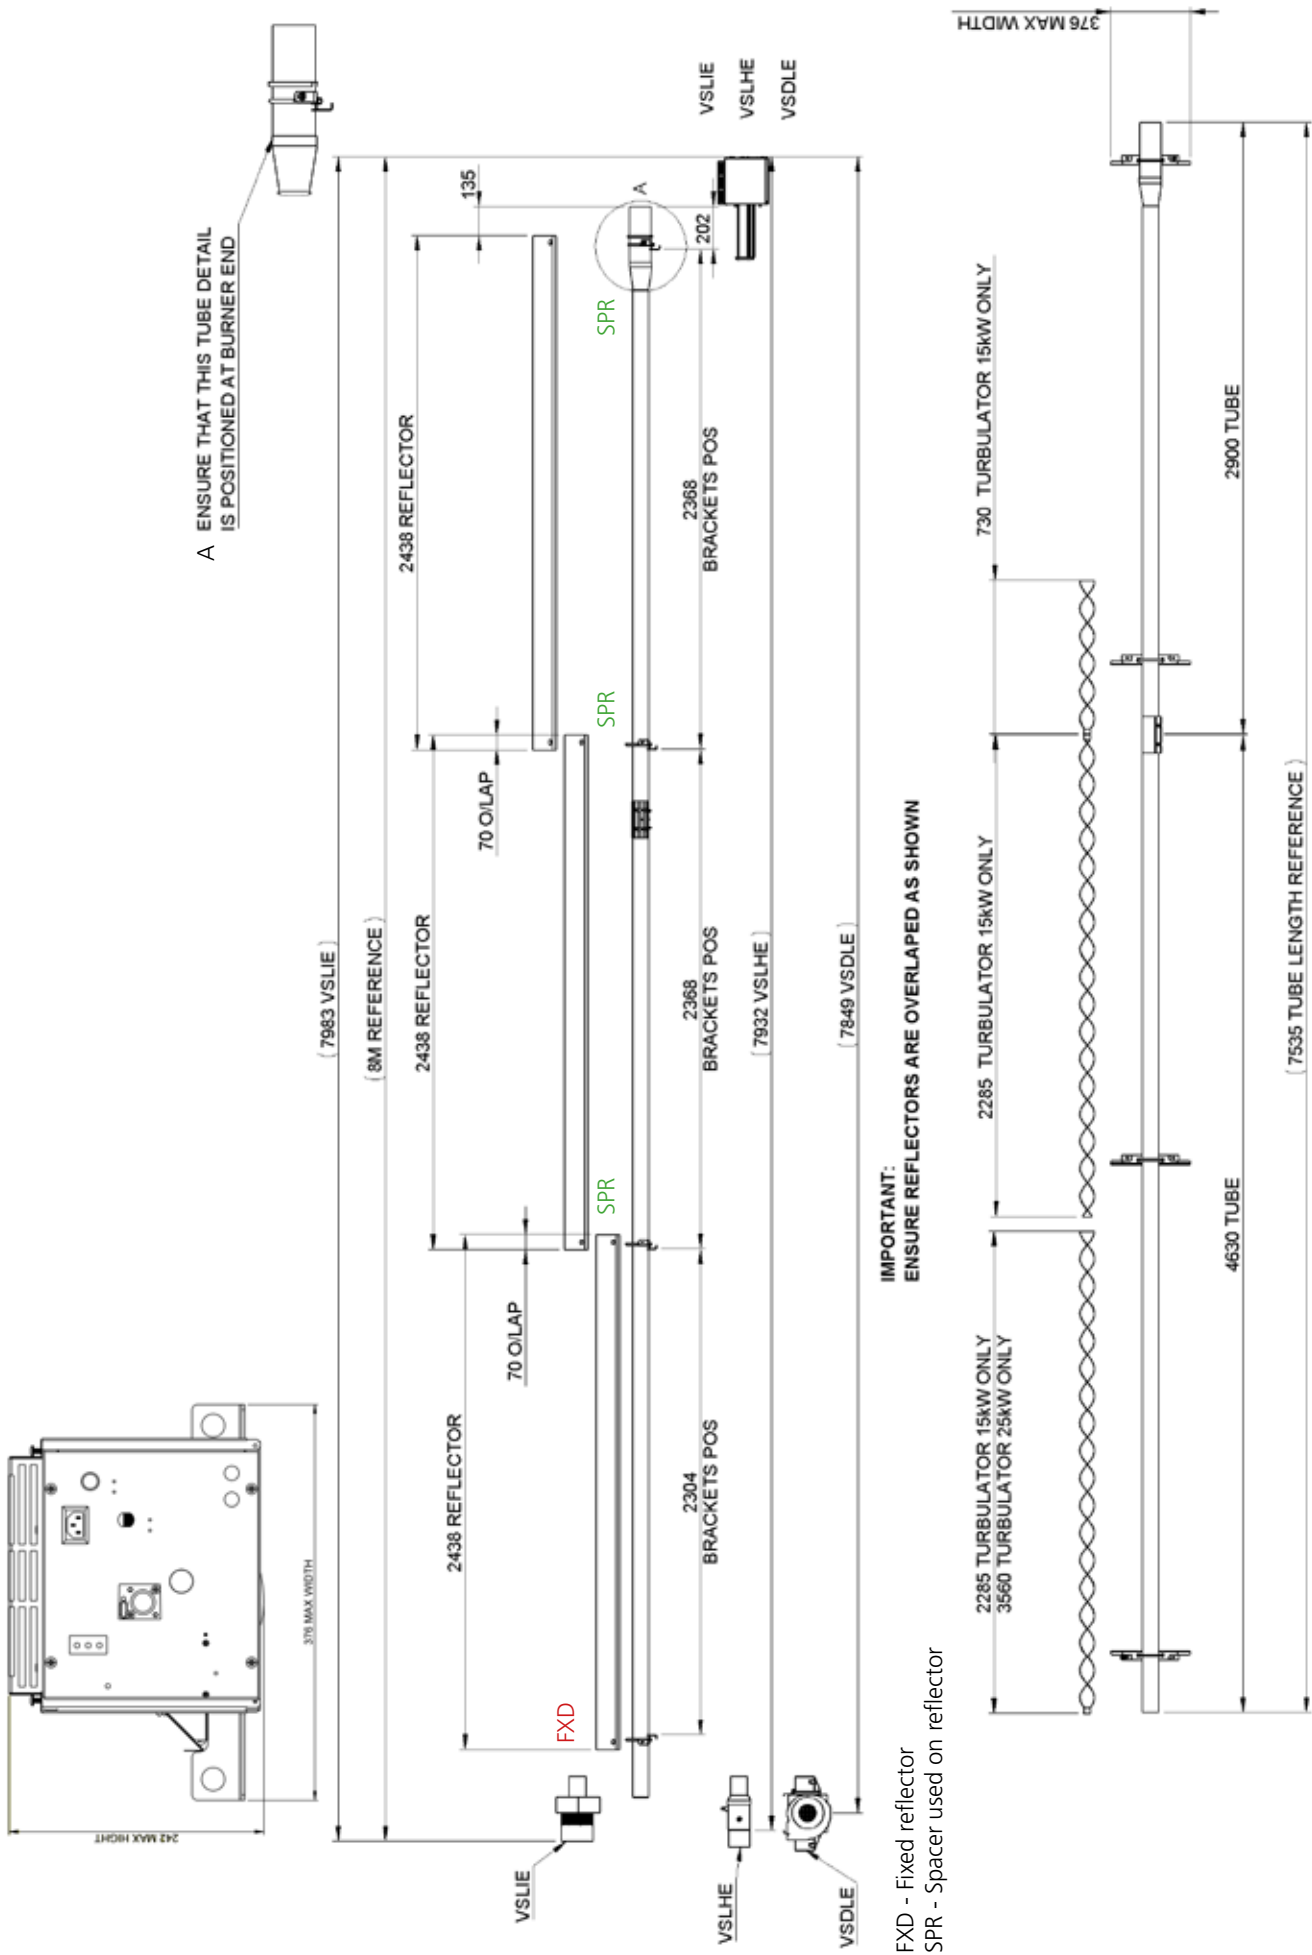 A ENSURE THAT THIS TUBE DETAIL
IS POSITIONED AT BURNER END
242 MAX HIGHT
376 MAX WIDTH
( 7983 VSLIE )
( 8M REFERENCE )
2438 REFLECTOR
2438 REFLECTOR
2438 REFLECTOR
70 O/LAP
70 O/LAP
135
VSLIE
FXD
SPR
SPR
SPR
A
2304
BRACKETS POS
2368
BRACKETS POS
2368
BRACKETS POS
202
VSLIE
VSLHE
VSDLE
VSLHE
( 7932 VSLHE )
VSDLE
( 7849 VSDLE )
IMPORTANT:
ENSURE REFLECTORS ARE OVERLAPED AS SHOWN
FXD - Fixed reflector
SPR - Spacer used on reflector
376 MAX WIDTH
2285 TURBULATOR 15kW ONLY
3560 TURBULATOR 25kW ONLY
2285 TURBULATOR 15kW ONLY
730 TURBULATOR 15kW ONLY
4630 TUBE
2900 TUBE
( 7535 TUBE LENGTH REFERENCE )